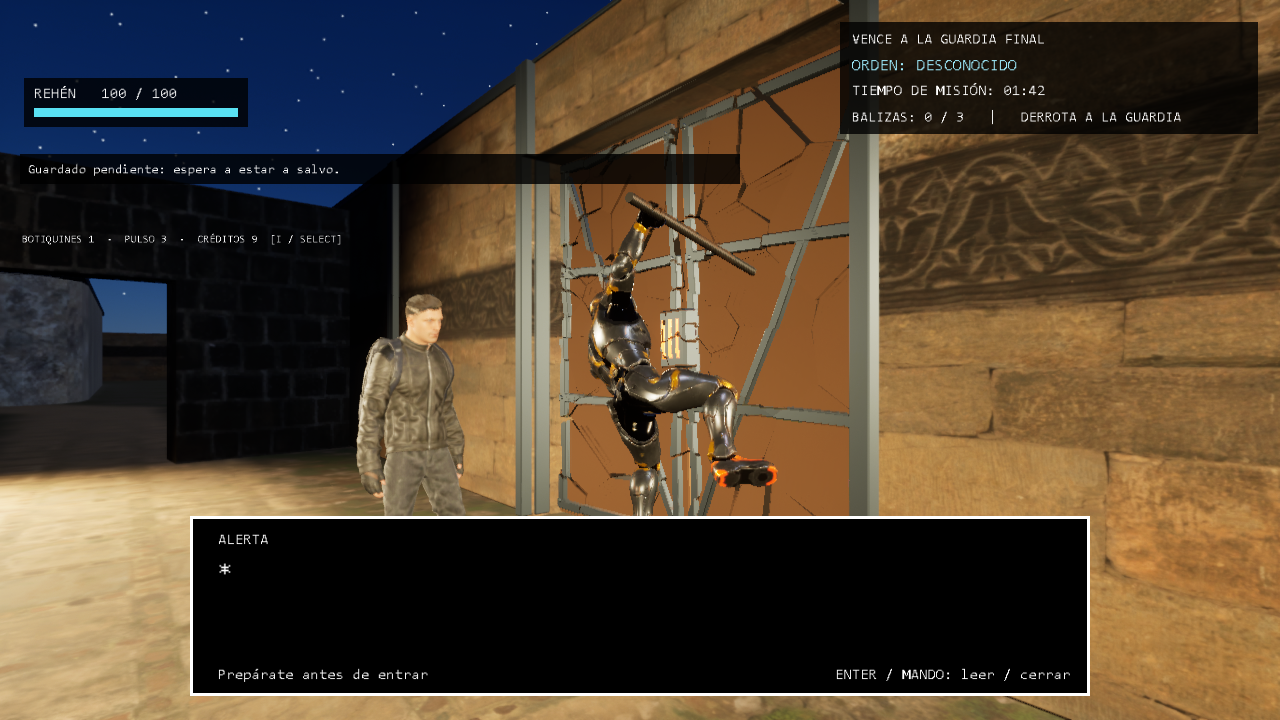 VENCE A LA GUARDIA FINAL
ORDEN: DESCONOCIDO
TIEMPO DE MISIÓN: 01:42
BALIZAS: 0 / 3 | DERROTA A LA GUARDIA
REHÉN 100 / 100
Guardado pendiente: espera a estar a salvo.
BOTIQUINES 1 · PULSO 3 · CRÉDITOS 9 [I / SELECT]
ALERTA
*
Prepárate antes de entrar
ENTER / MANDO: leer / cerrar